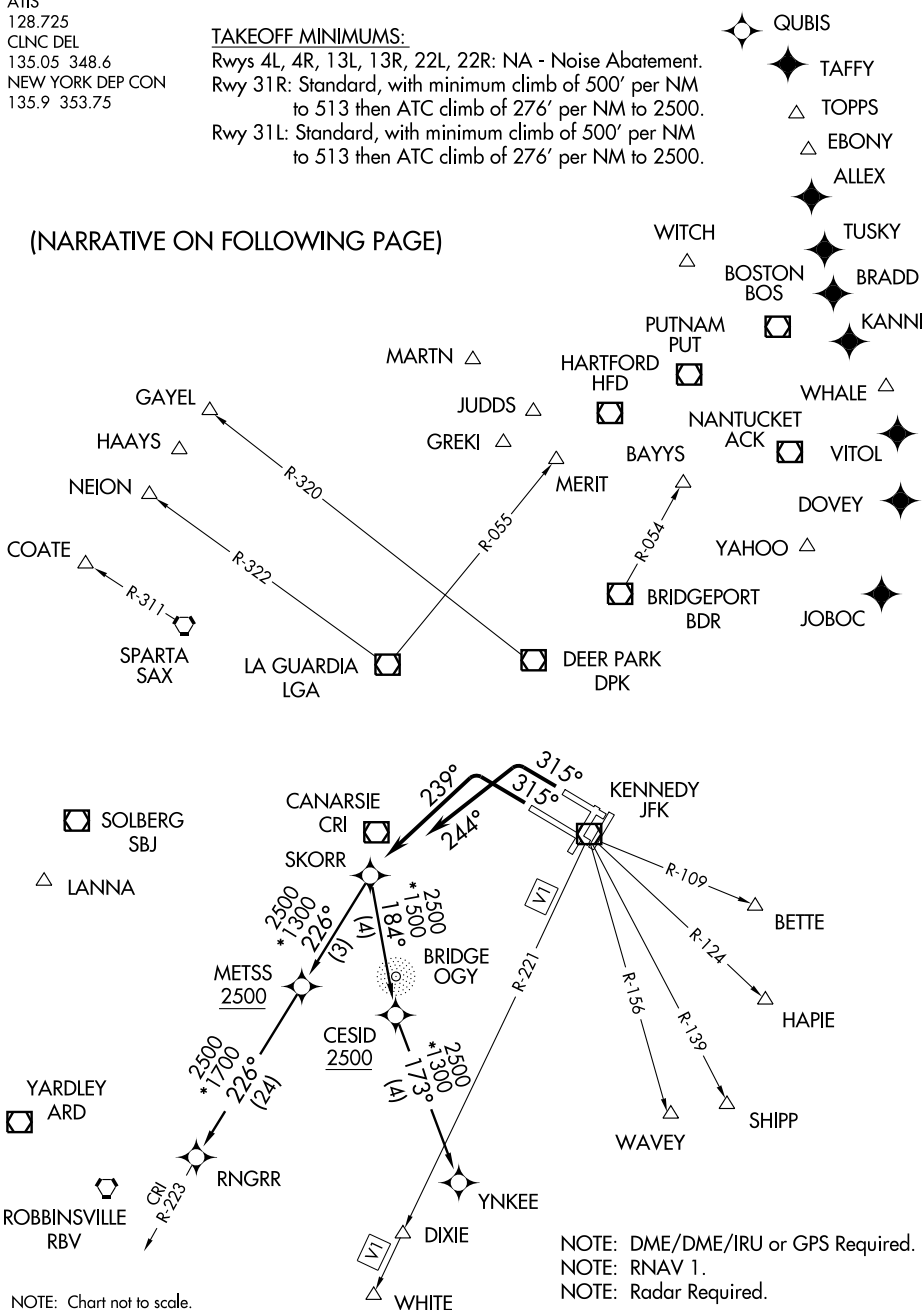 ATIS
128.725
CLNC DEL
135.05 348.6
NEW YORK DEP CON
135.9 353.75
TAKEOFF MINIMUMS:
Rwys 4L, 4R, 13L, 13R, 22L, 22R: NA - Noise Abatement.
Rwy 31R: Standard, with minimum climb of 500' per NM
to 513 then ATC climb of 276' per NM to 2500.
Rwy 31L: Standard, with minimum climb of 500' per NM
to 513 then ATC climb of 276' per NM to 2500.
QUBIS
TAFFY
TOPPS
EBONY
ALLEX
(NARRATIVE ON FOLLOWING PAGE)
WITCH
TUSKY
BOSTON
BOS
BRADD
PUTNAM
PUT
KANNI
MARTN
HARTFORD
HFD
WHALE
GAYEL
JUDDS
NANTUCKET
ACK
HAAYS
GREKI
BAYYS
VITOL
MERIT
NEION
R-320
DOVEY
R-055
R-054
YAHOO
COATE
R-322
R-311
BRIDGEPORT
BDR
JOBOC
SPARTA
SAX
LA GUARDIA
LGA
DEER PARK
DPK
315°
239°
315°
KENNEDY
JFK
CANARSIE
CRI
244°
SOLBERG
SBJ
SKORR
LANNA
R-109
V1
BETTE
2500
*1300
226°
(3)
2500
*1500
184°
(4)
R-124
BRIDGE
OGY
METSS
2500
R-221
R-156
HAPIE
R-139
CESID
2500
2500
*1700
226°
(24)
2500
*1300
173°
(4)
YARDLEY
ARD
SHIPP
WAVEY
RNGRR
YNKEE
CRI
R-223
ROBBINSVILLE
RBV
DIXIE
V1
NOTE: DME/DME/IRU or GPS Required.
NOTE: RNAV 1.
NOTE: Radar Required.
NOTE: Chart not to scale.
WHITE